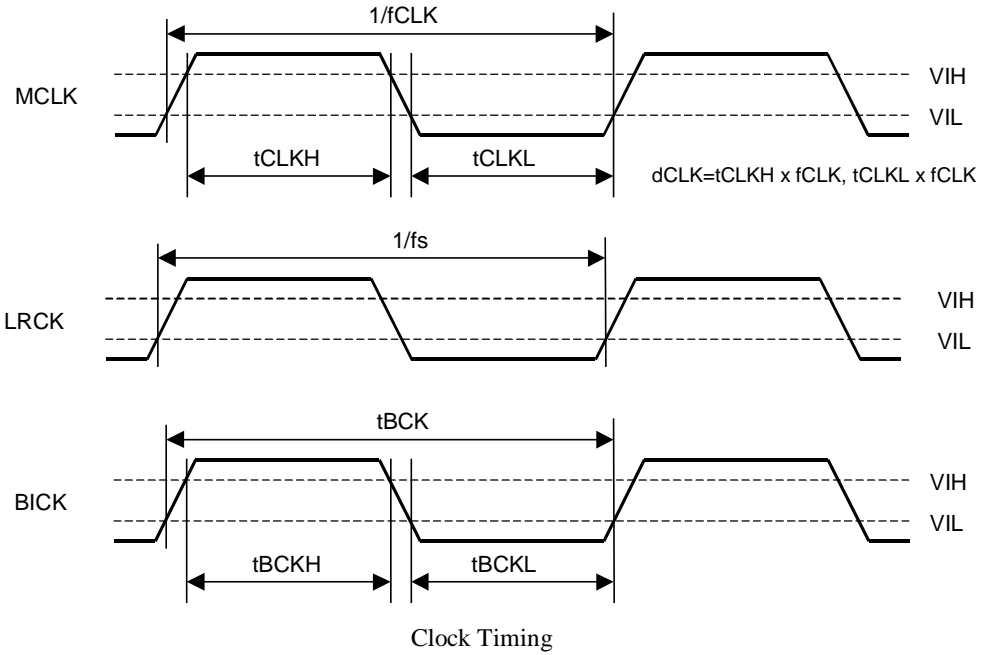 1/fCLK
MCLK
VIH
VIL
tCLKH
tCLKL
dCLK=tCLKH x fCLK, tCLKL x fCLK
1/fs
LRCK
VIH
VIL
tBCK
BICK
VIH
VIL
tBCKH
tBCKL
Clock Timing